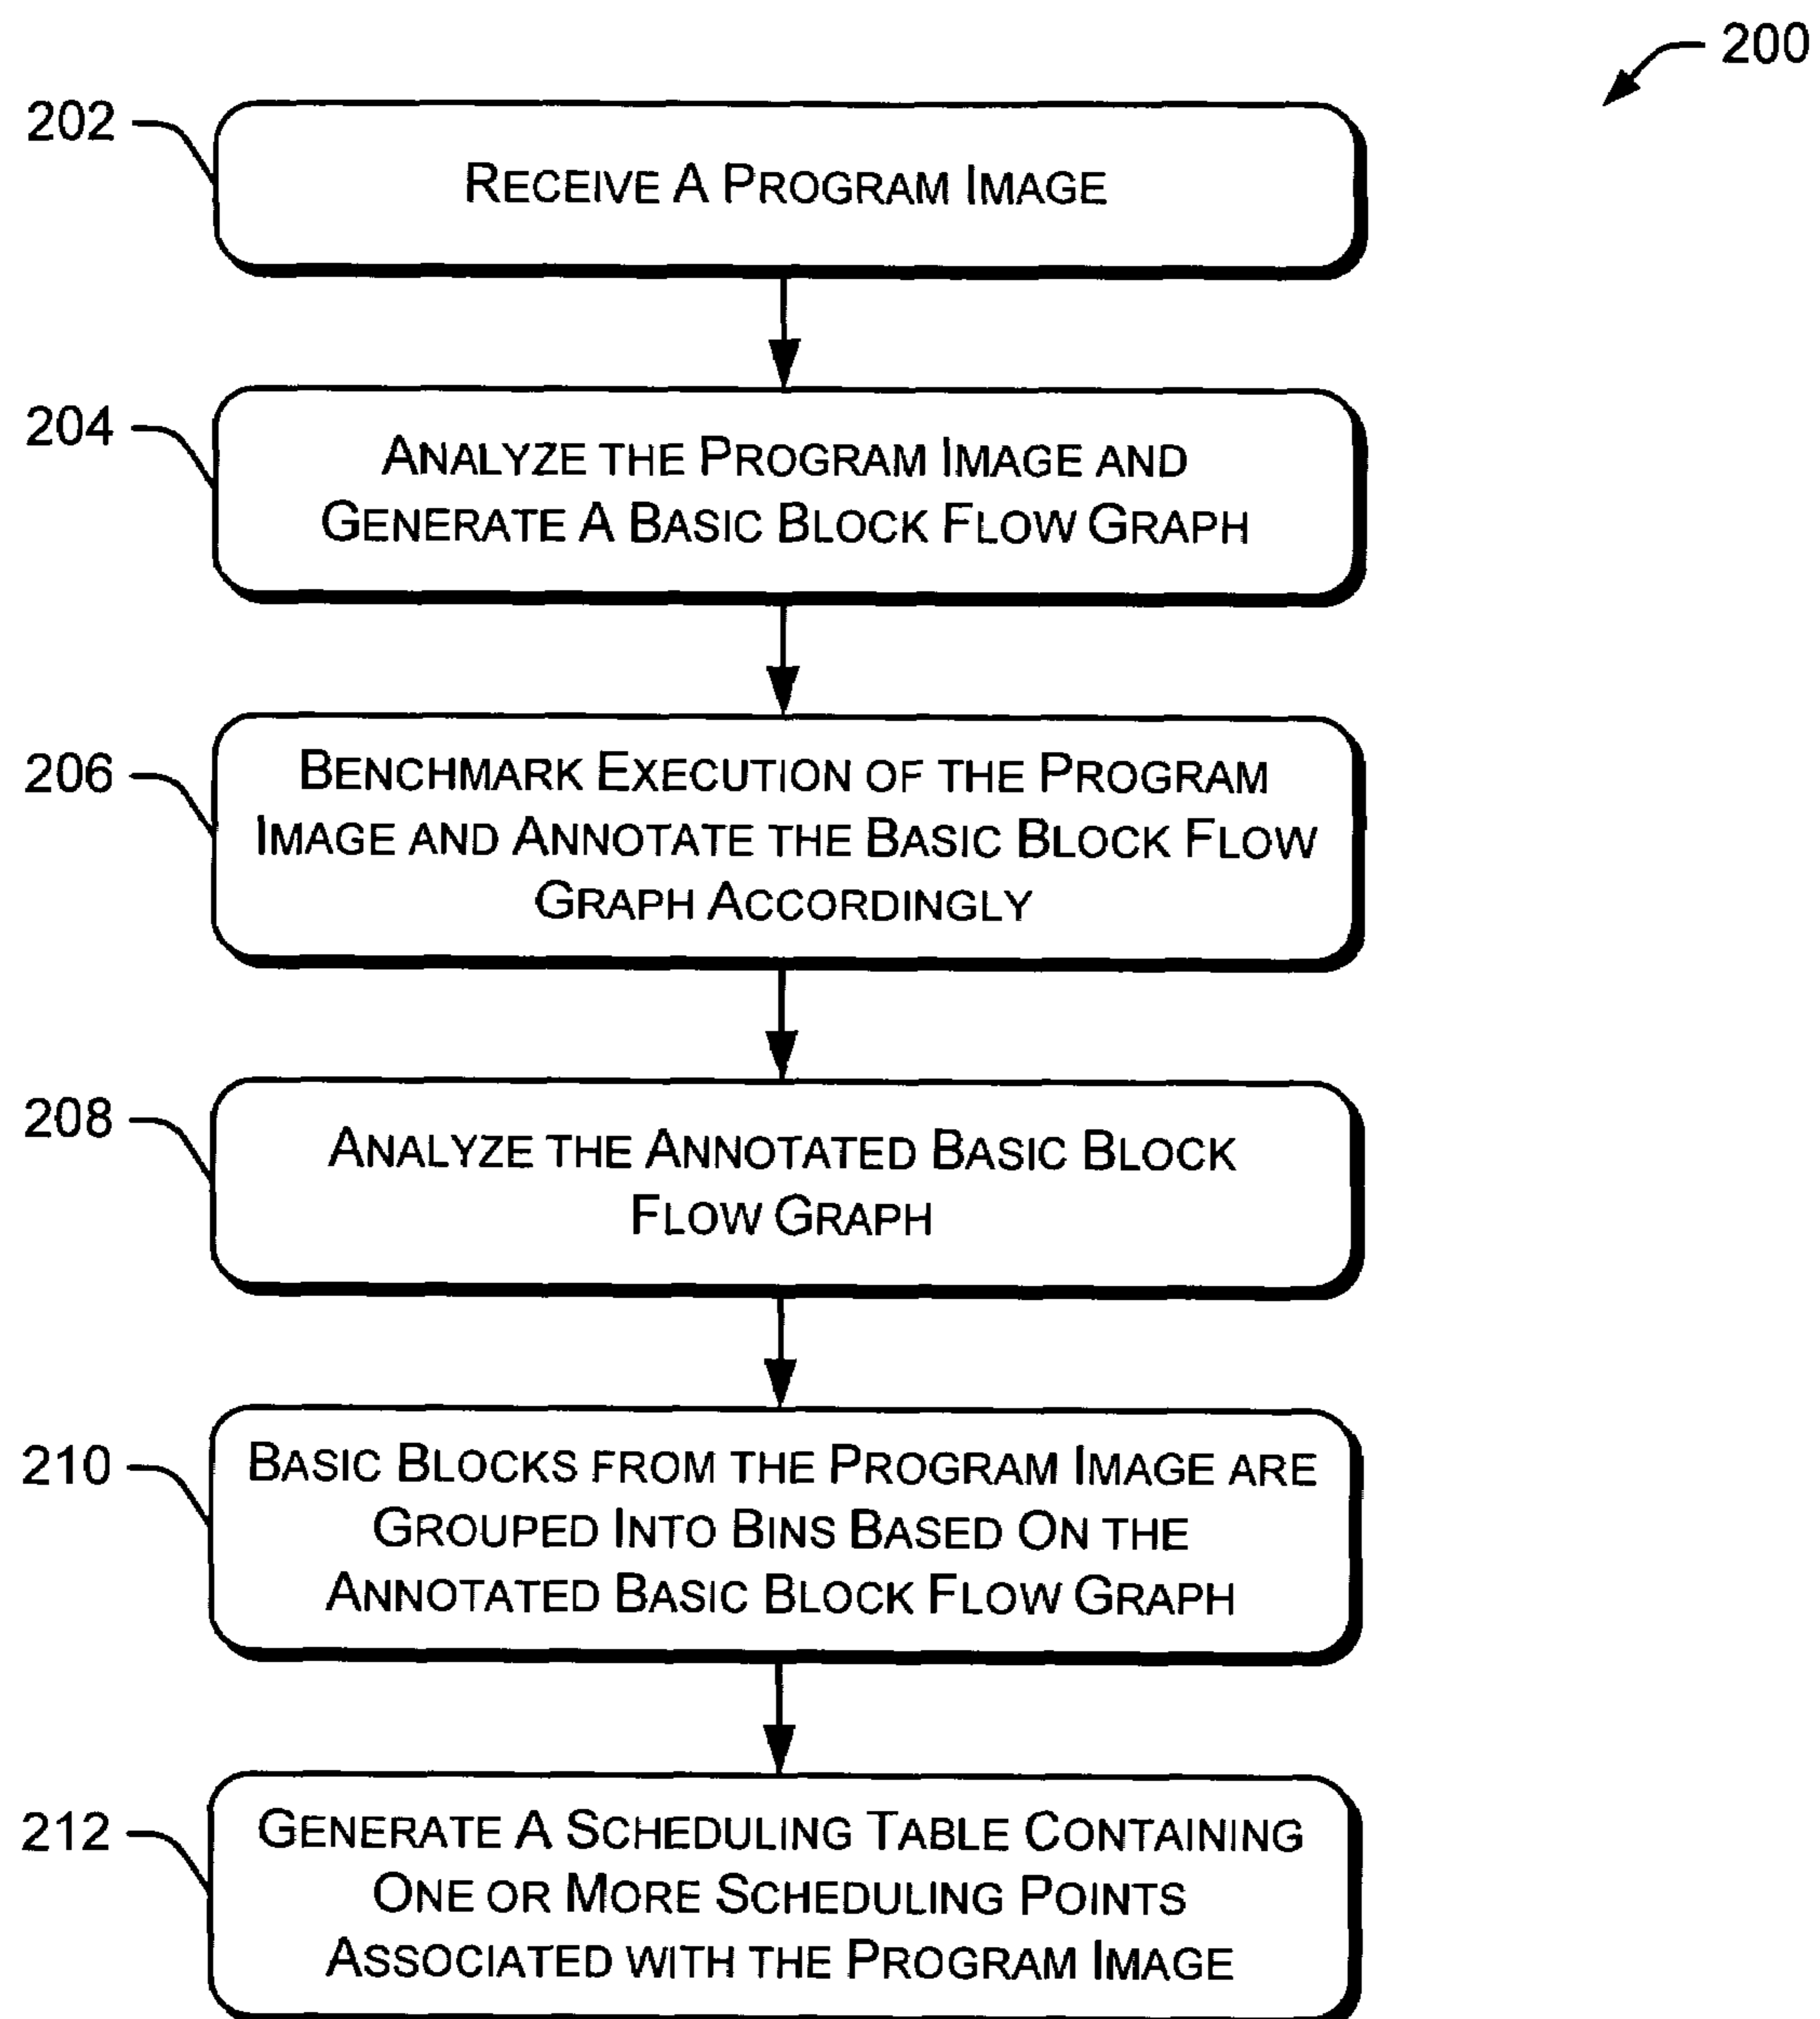 200
202
RECEIVE A PROGRAM IMAGE
204
ANALYZE THE PROGRAM IMAGE AND
GENERATE A BASIC BLOCK FLOW GRAPH
206
BENCHMARK EXECUTION OF THE PROGRAM
IMAGE AND ANNOTATE THE BASIC BLOCK FLOW
GRAPH ACCORDINGLY
208
ANALYZE THE ANNOTATED BASIC BLOCK
FLOW GRAPH
210
BASIC BLOCKS FROM THE PROGRAM IMAGE ARE
GROUPED INTO BINS BASED ON THE
ANNOTATED BASIC BLOCK FLOW GRAPH
212
GENERATE A SCHEDULING TABLE CONTAINING
ONE OR MORE SCHEDULING POINTS
ASSOCIATED WITH THE PROGRAM IMAGE